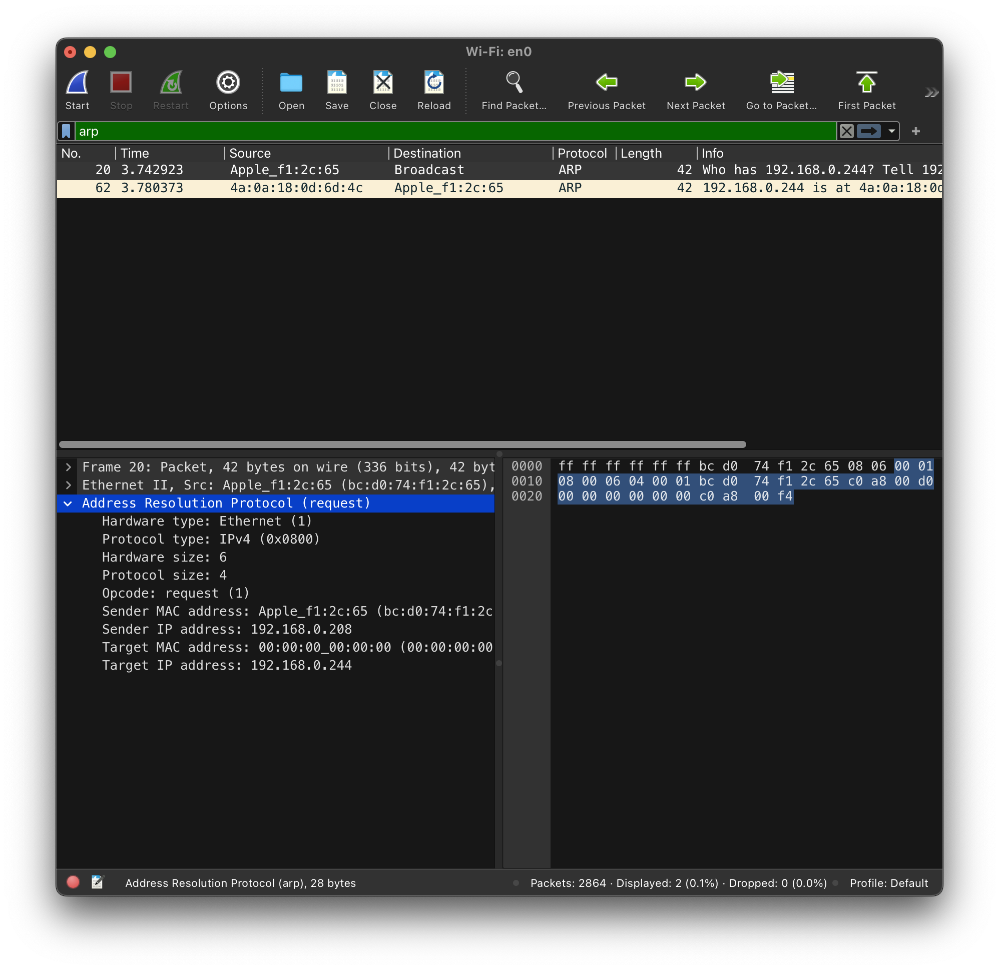 Wi-Fi: en0
Start Stop Restart Options Open Save Close Reload Find Packet... Previous Packet Next Packet Go to Packet... First Packet
arp
No. Time Source Destination Protocol Length Info
20 3.742923 Apple_f1:2c:65 Broadcast ARP 42 Who has 192.168.0.244? Tell 192
62 3.780373 4a:0a:18:0d:6d:4c Apple_f1:2c:65 ARP 42 192.168.0.244 is at 4a:0a:18:0d
Frame 20: Packet, 42 bytes on wire (336 bits), 42 byt
Ethernet II, Src: Apple_f1:2c:65 (bc:d0:74:f1:2c:65),
Address Resolution Protocol (request)
Hardware type: Ethernet (1)
Protocol type: IPv4 (0x0800)
Hardware size: 6
Protocol size: 4
Opcode: request (1)
Sender MAC address: Apple_f1:2c:65 (bc:d0:74:f1:2c
Sender IP address: 192.168.0.208
Target MAC address: 00:00:00_00:00:00 (00:00:00:00
Target IP address: 192.168.0.244
0000 ff ff ff ff ff ff bc d0 74 f1 2c 65 08 06 00 01
0010 08 00 06 04 00 01 bc d0 74 f1 2c 65 c0 a8 00 d0
0020 00 00 00 00 00 00 c0 a8 00 f4
Address Resolution Protocol (arp), 28 bytes
Packets: 2864 · Displayed: 2 (0.1%) · Dropped: 0 (0.0%)
Profile: Default